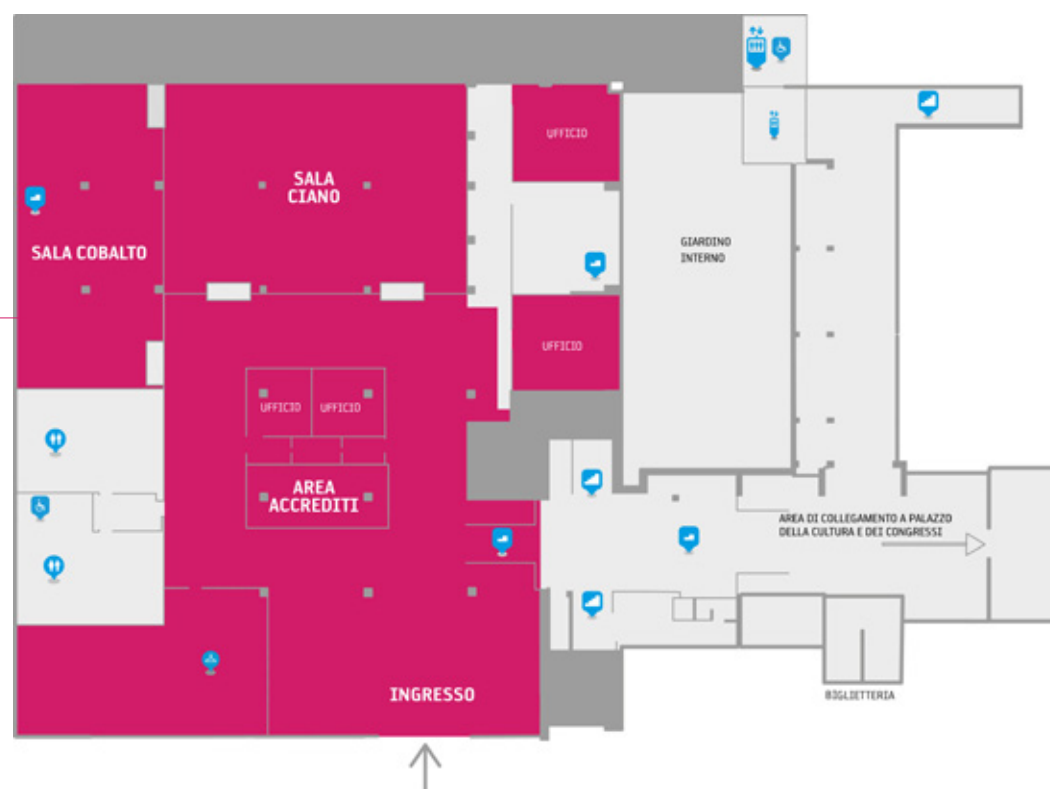 UFFICIO
SALA
CIANO
SALA COBALTO
GIARDINO
INTERNO
UFFICIO
UFFICIO
UFFICIO
AREA
ACCREDITI
AREA DI COLLEGAMENTO A PALAZZO
DELLA CULTURA E DEI CONGRESSI
INGRESSO
BIGLIETTERIA